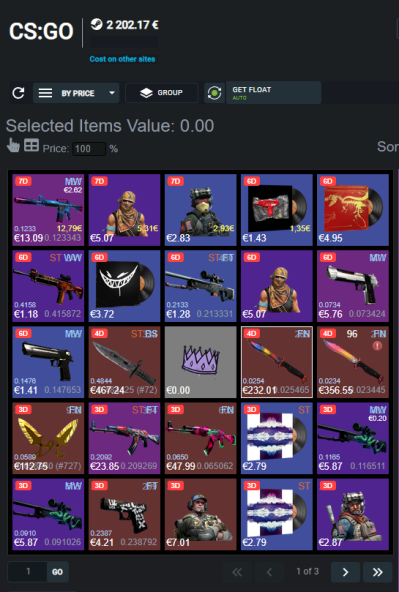 CS:GO
2 202.17 €
Cost on other sites
BY PRICE
GROUP
GET FLOAT
AUTO
Selected Items Value: 0.00
Price: 100 %
Sor
7D MW
€2.62
0.1233 12,79€
€13.09 0.123343
7D
5,31€
€5.07
7D
2,93€
€2.83
6D
1,35€
€1.43
6D
€4.95
6D ST WW
0.4158
€1.18 0.415872
6D
€3.72
6D ST FT
0.2133
€1.28 0.213331
6D
€5.07
5D MW
0.0734
€5.76 0.073424
5D MW
0.1476
€1.41 0.147653
4D ST BS
0.4844
€467.24 (#72)
€0.00
4D FN
0.0254
€232.01 0.025465
4D 96 FN
0.0234
€356.55 0.023445
3D FN
0.0589
€112.75 (#727)
3D ST FT
0.2092
€23.85 0.209269
3D FN
0.0650
€47.99 0.065062
3D ST
€2.79
3D MW
€0.20
0.1165
€5.87 0.116511
3D MW
0.0910
€5.87 0.091026
3D FT
0.2387
€4.21 0.238792
3D
€7.01
3D ST
€2.79
3D
€2.87
1 GO
1 of 3